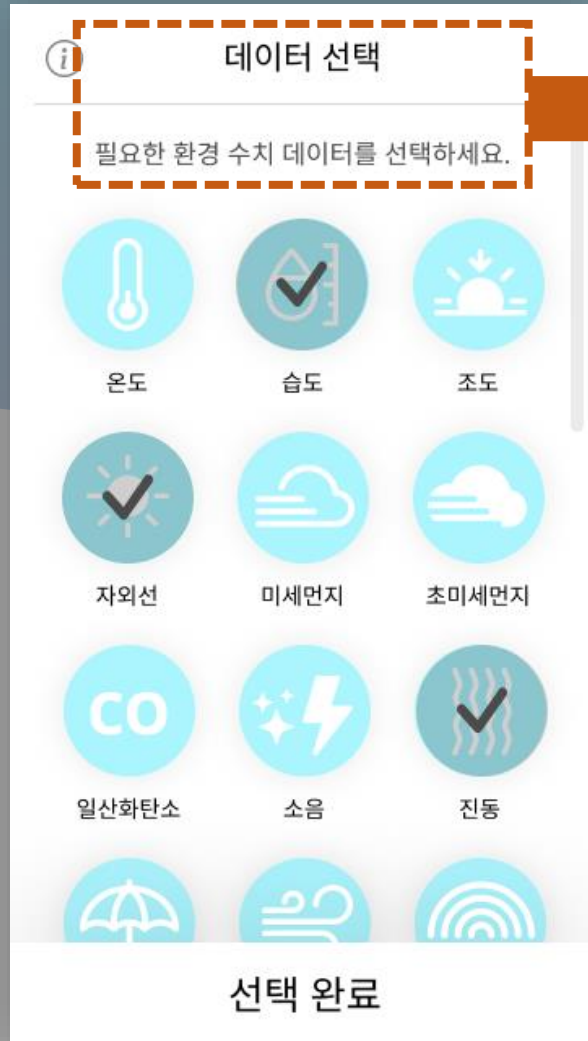 데이터 선택
필요한 환경 수치 데이터를 선택하세요.
온도
습도
조도
자외선
미세먼지
초미세먼지
CO
일산화탄소
소음
진동
선택 완료